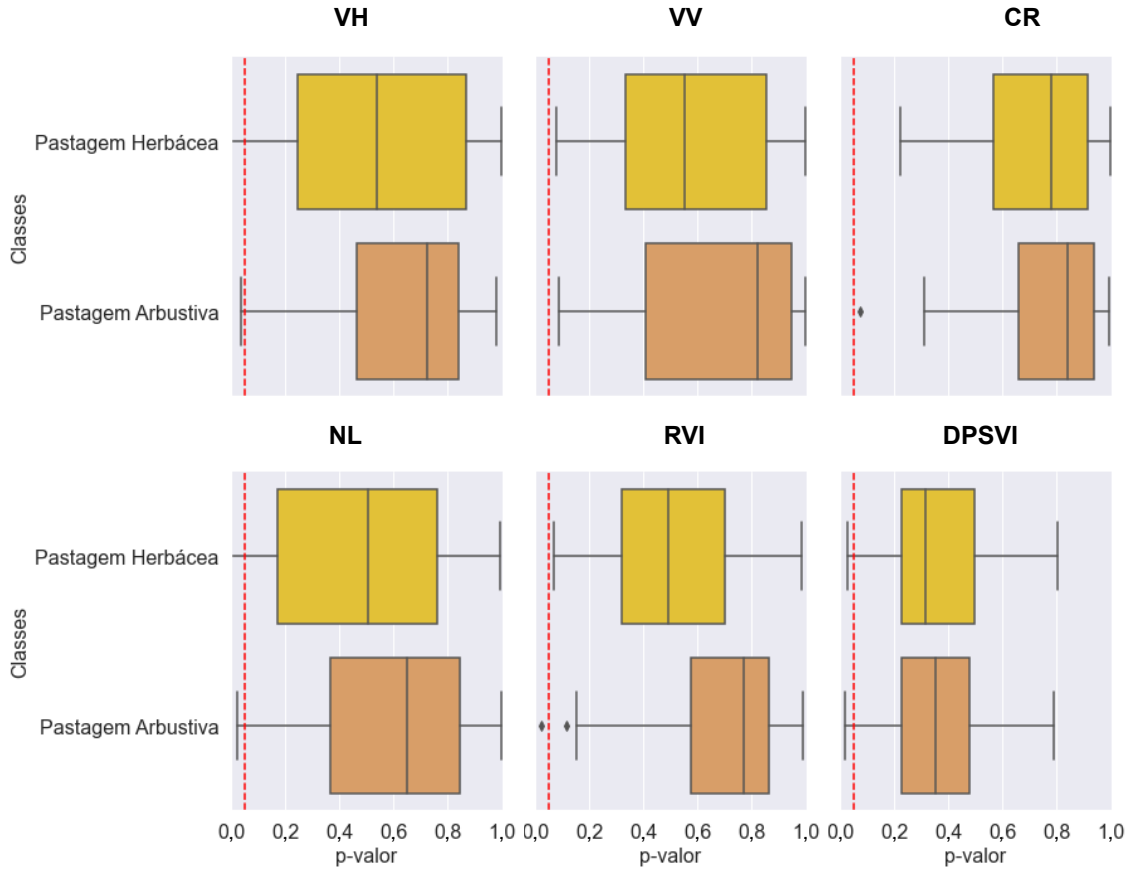 VH VV CR
Pastagem Herbácea
Classes
Pastagem Arbustiva
NL RVI DPSVI
Pastagem Herbácea
Classes
Pastagem Arbustiva
0,0 0,2 0,4 0,6 0,8 1,0 0,0 0,2 0,4 0,6 0,8 1,0 0,0 0,2 0,4 0,6 0,8 1,0
p-valor p-valor p-valor